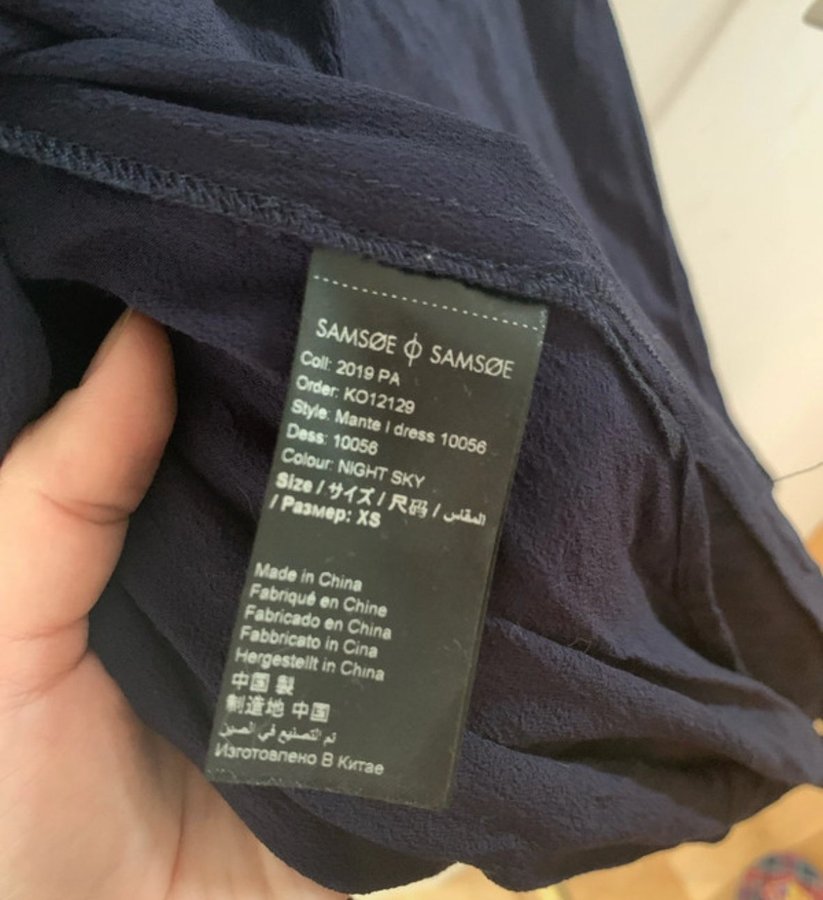 SAMSØE ϕ SAMSØE
Coll: 2019 PA
Order: KO12129
Style: Mante l dress 10056
Dess: 10056
Colour: NIGHT SKY
Size / サイズ / 尺码 / المقاس
/ Размер: XS
Made in China
Fabriqué en Chine
Fabricado en China
Fabbricato in Cina
Hergestellt in China
中国 製
制造地 中国
تم التصنيع في الصين
Изготовлено В Китае